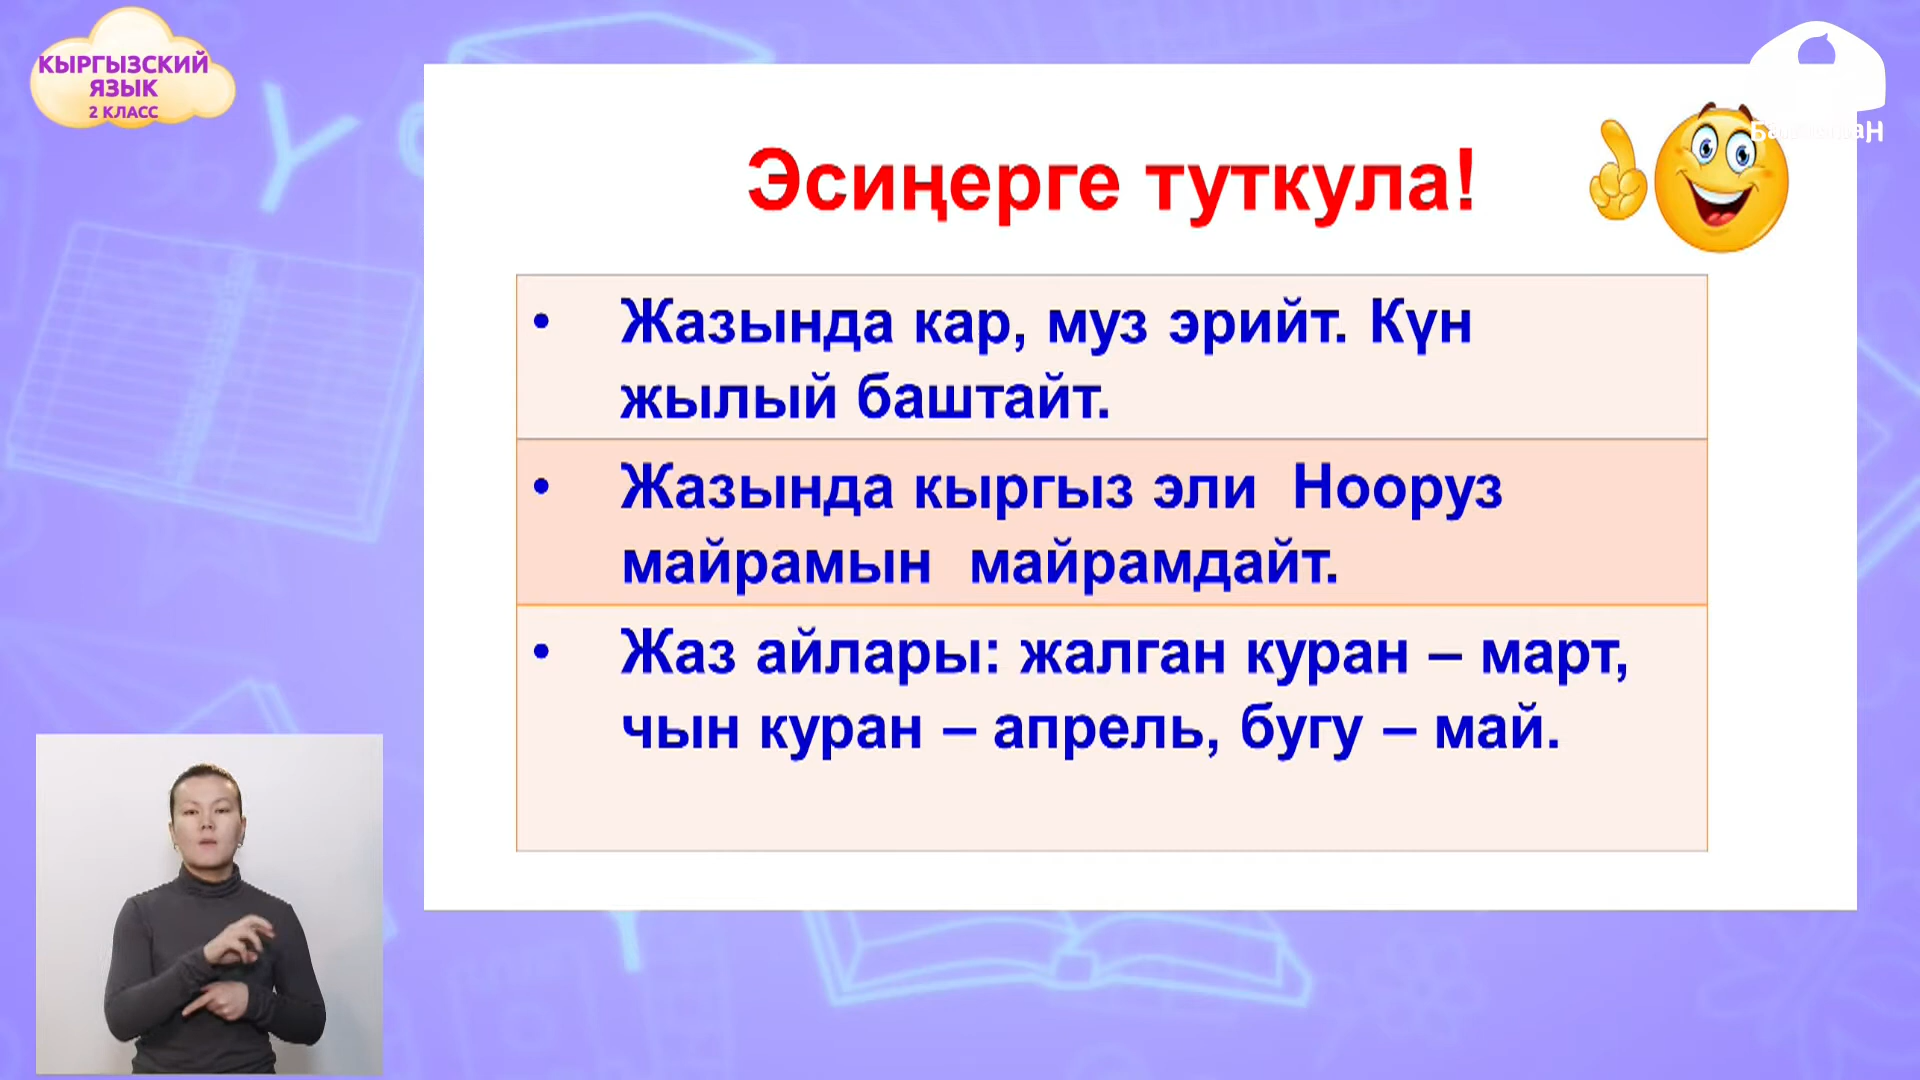 КЫРГЫЗСКИЙ
ЯЗЫК
2 КЛАСС
Эсиңерге туткула!
• Жазында кар, муз эрийт. Күн
жылый баштайт.
• Жазында кыргыз эли Нооруз
майрамын майрамдайт.
• Жаз айлары: жалган куран – март,
чын куран – апрель, бугу – май.